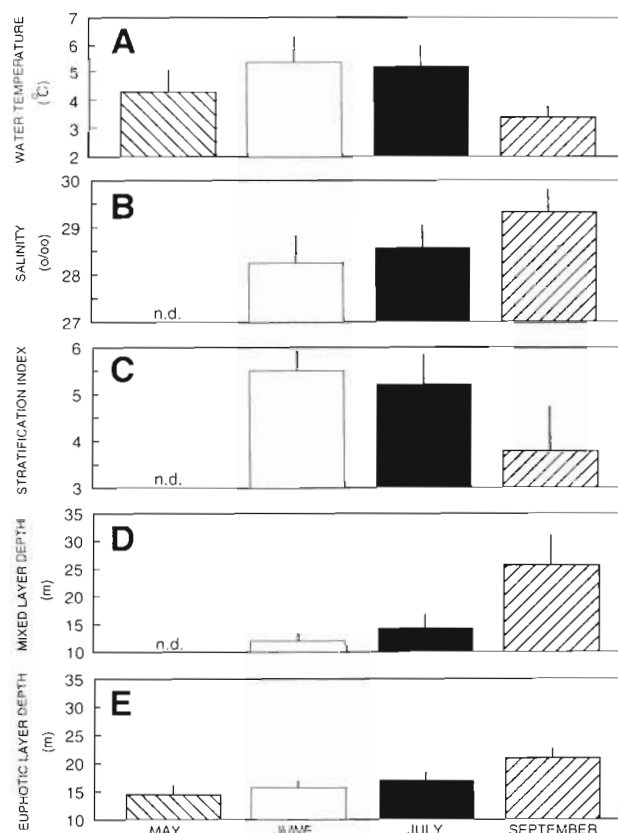 A
WATER TEMPERATURE
(°C)
7
6
5
4
3
2
B
SALINITY
(o/oo)
30
29
28
27
n.d.
C
STRATIFICATION INDEX
6
5
4
3
n.d.
D
MIXED LAYER DEPTH
(m)
35
30
25
20
15
10
n.d.
E
EUPHOTIC LAYER DEPTH
(m)
35
30
25
20
15
10
MAY JUNE JULY SEPTEMBER